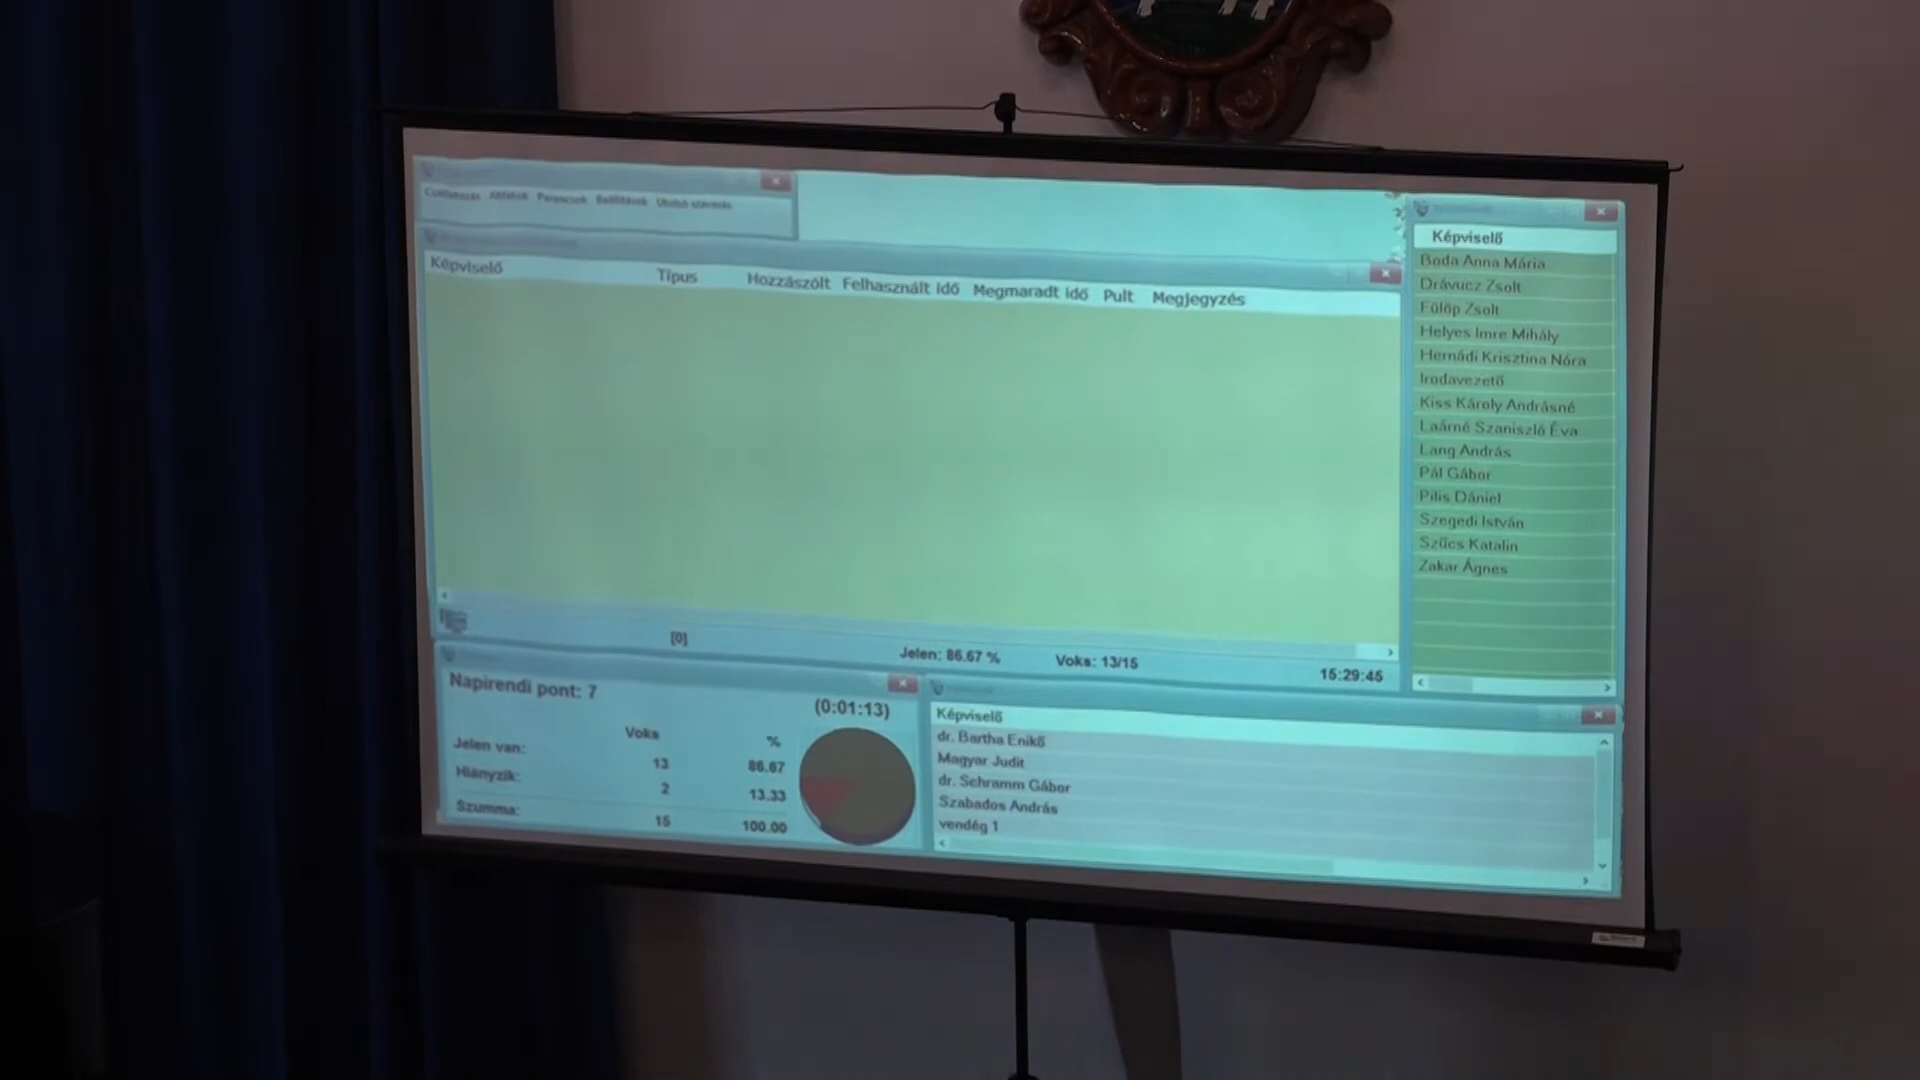 Parancsok Beállítások Utolsó szavazás
Képviselő Típus Hozzászólt Felhasznált idő Megmaradt idő Pult Megjegyzés
[0] Jelen: 86.67 % Voks: 13/15 15:29:45
Képviselő
Boda Anna Mária
Drávucz Zsolt
Fülöp Zsolt
Helyes Imre Mihály
Hernádi Krisztina Nóra
Irodavezető
Kiss Károly Andrásné
Laárné Szaniszló Éva
Lang András
Pál Gábor
Pilis Dániel
Szegedi István
Szűcs Katalin
Zakar Ágnes
Napirendi pont: 7
(0:01:13)
Voks %
Jelen van: 13 86.67
Hiányzik: 2 13.33
Szumma: 15 100.00
Képviselő
dr. Bartha Enikő
Magyar Judit
dr. Schramm Gábor
Szabados András
vendég 1